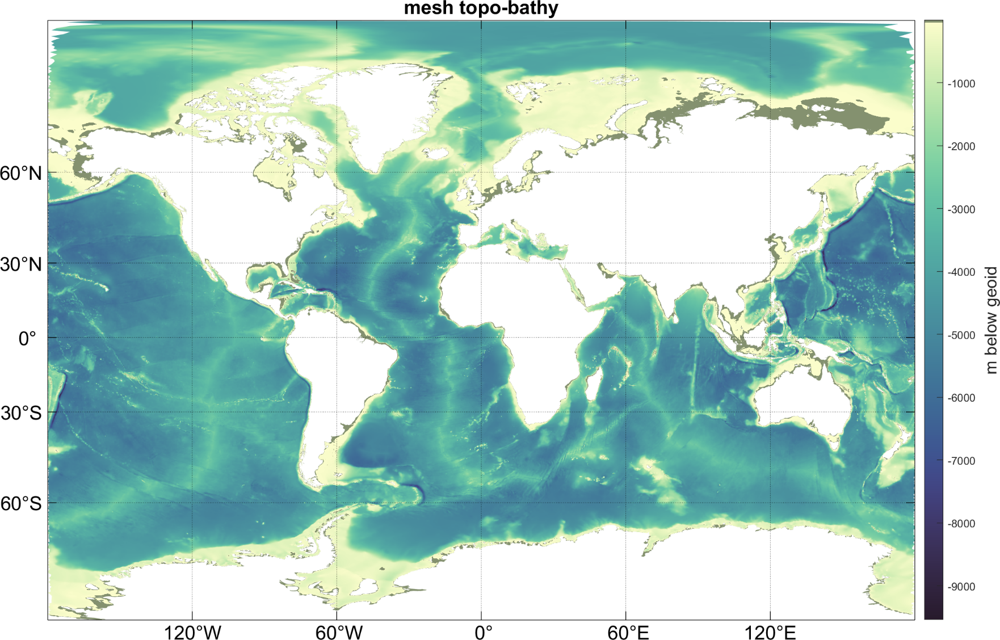 mesh topo-bathy
60°N
30°N
0°
30°S
60°S
120°W
60°W
0°
60°E
120°E
-1000
-2000
-3000
-4000
-5000
-6000
-7000
-8000
-9000
m below geoid